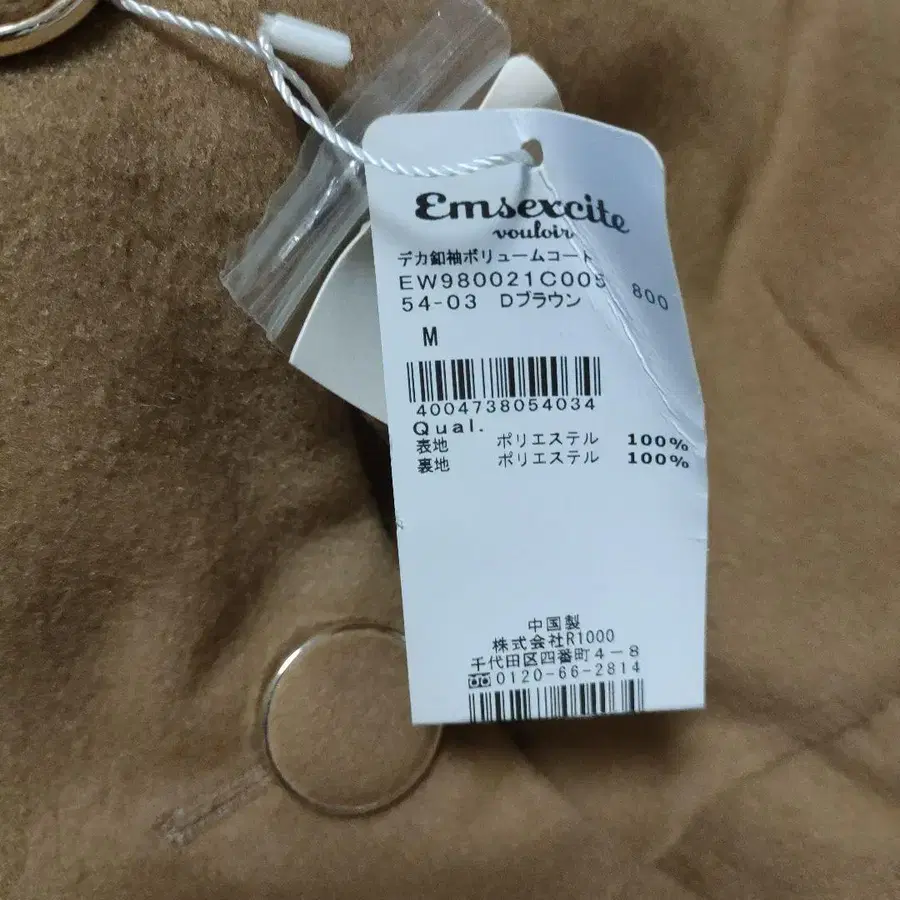 Emsexcite
vouloir
デカ釦袖ボリュームコート
EW980021C005 800
54-03 Dブラウン
M
4004738054034
Qual.
表地 ポリエステル 100%
裏地 ポリエステル 100%
中国製
株式会社R1000
千代田区四番町4-8
0120-66-2814